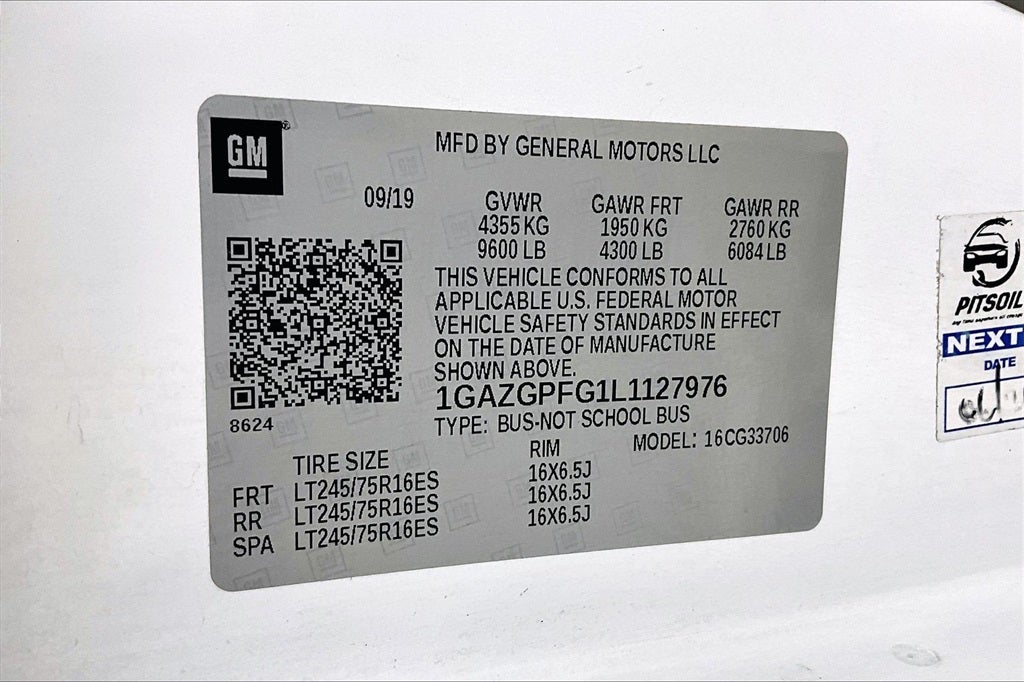 GM
MFD BY GENERAL MOTORS LLC
09/19
GVWR GAWR FRT GAWR RR
4355 KG 1950 KG 2760 KG
9600 LB 4300 LB 6084 LB
THIS VEHICLE CONFORMS TO ALL
APPLICABLE U.S. FEDERAL MOTOR
VEHICLE SAFETY STANDARDS IN EFFECT
ON THE DATE OF MANUFACTURE
SHOWN ABOVE.
1GAZGPFG1L1127976
8624
TYPE: BUS-NOT SCHOOL BUS
MODEL: 16CG33706
TIRE SIZE RIM
FRT LT245/75R16ES 16X6.5J
RR LT245/75R16ES 16X6.5J
SPA LT245/75R16ES 16X6.5J
PITSOIL
NEXT
DATE